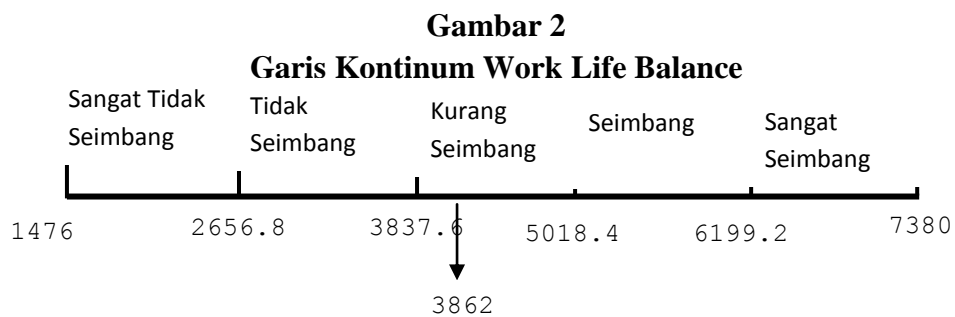 Gambar 2
Garis Kontinum Work Life Balance
Sangat Tidak
Seimbang
Tidak
Seimbang
Kurang
Seimbang
Seimbang
Sangat
Seimbang
1476 2656.8 3837.6 5018.4 6199.2 7380
3862